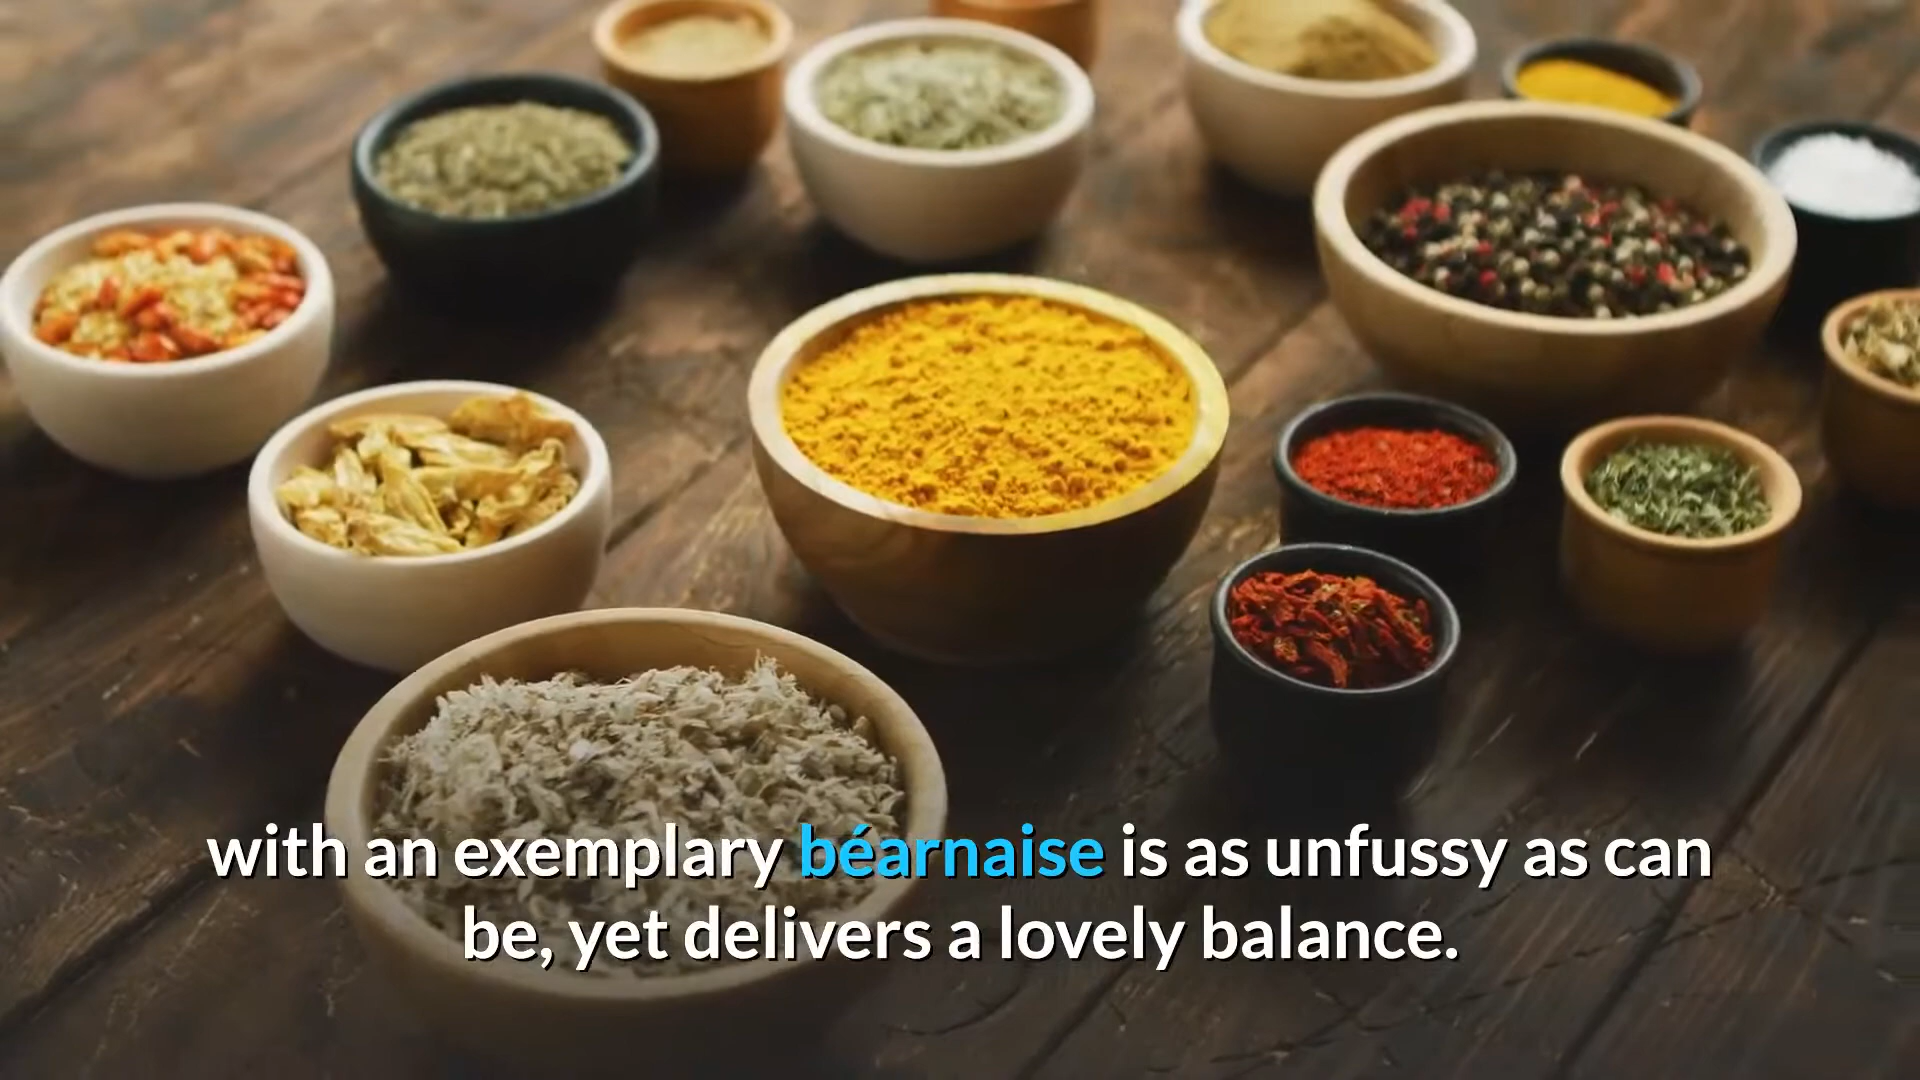 with an exemplary béarnaise is as unfussy as can
be, yet delivers a lovely balance.